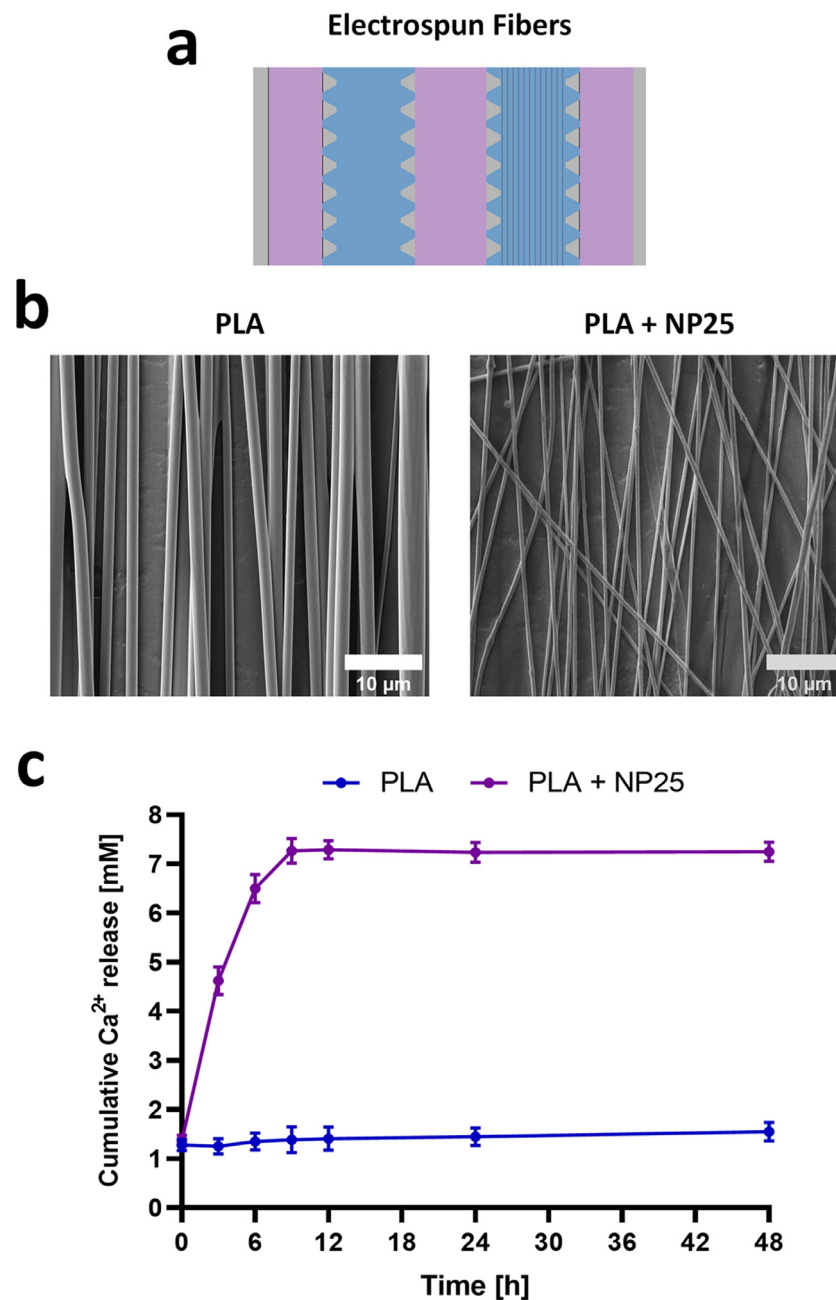 a
Electrospun Fibers
b
PLA
PLA + NP25
10 µm
10 µm
c
PLA
PLA + NP25
8
7
6
5
4
3
2
1
0
Cumulative Ca²⁺ release [mM]
0 6 12 18 24 30 36 42 48
Time [h]